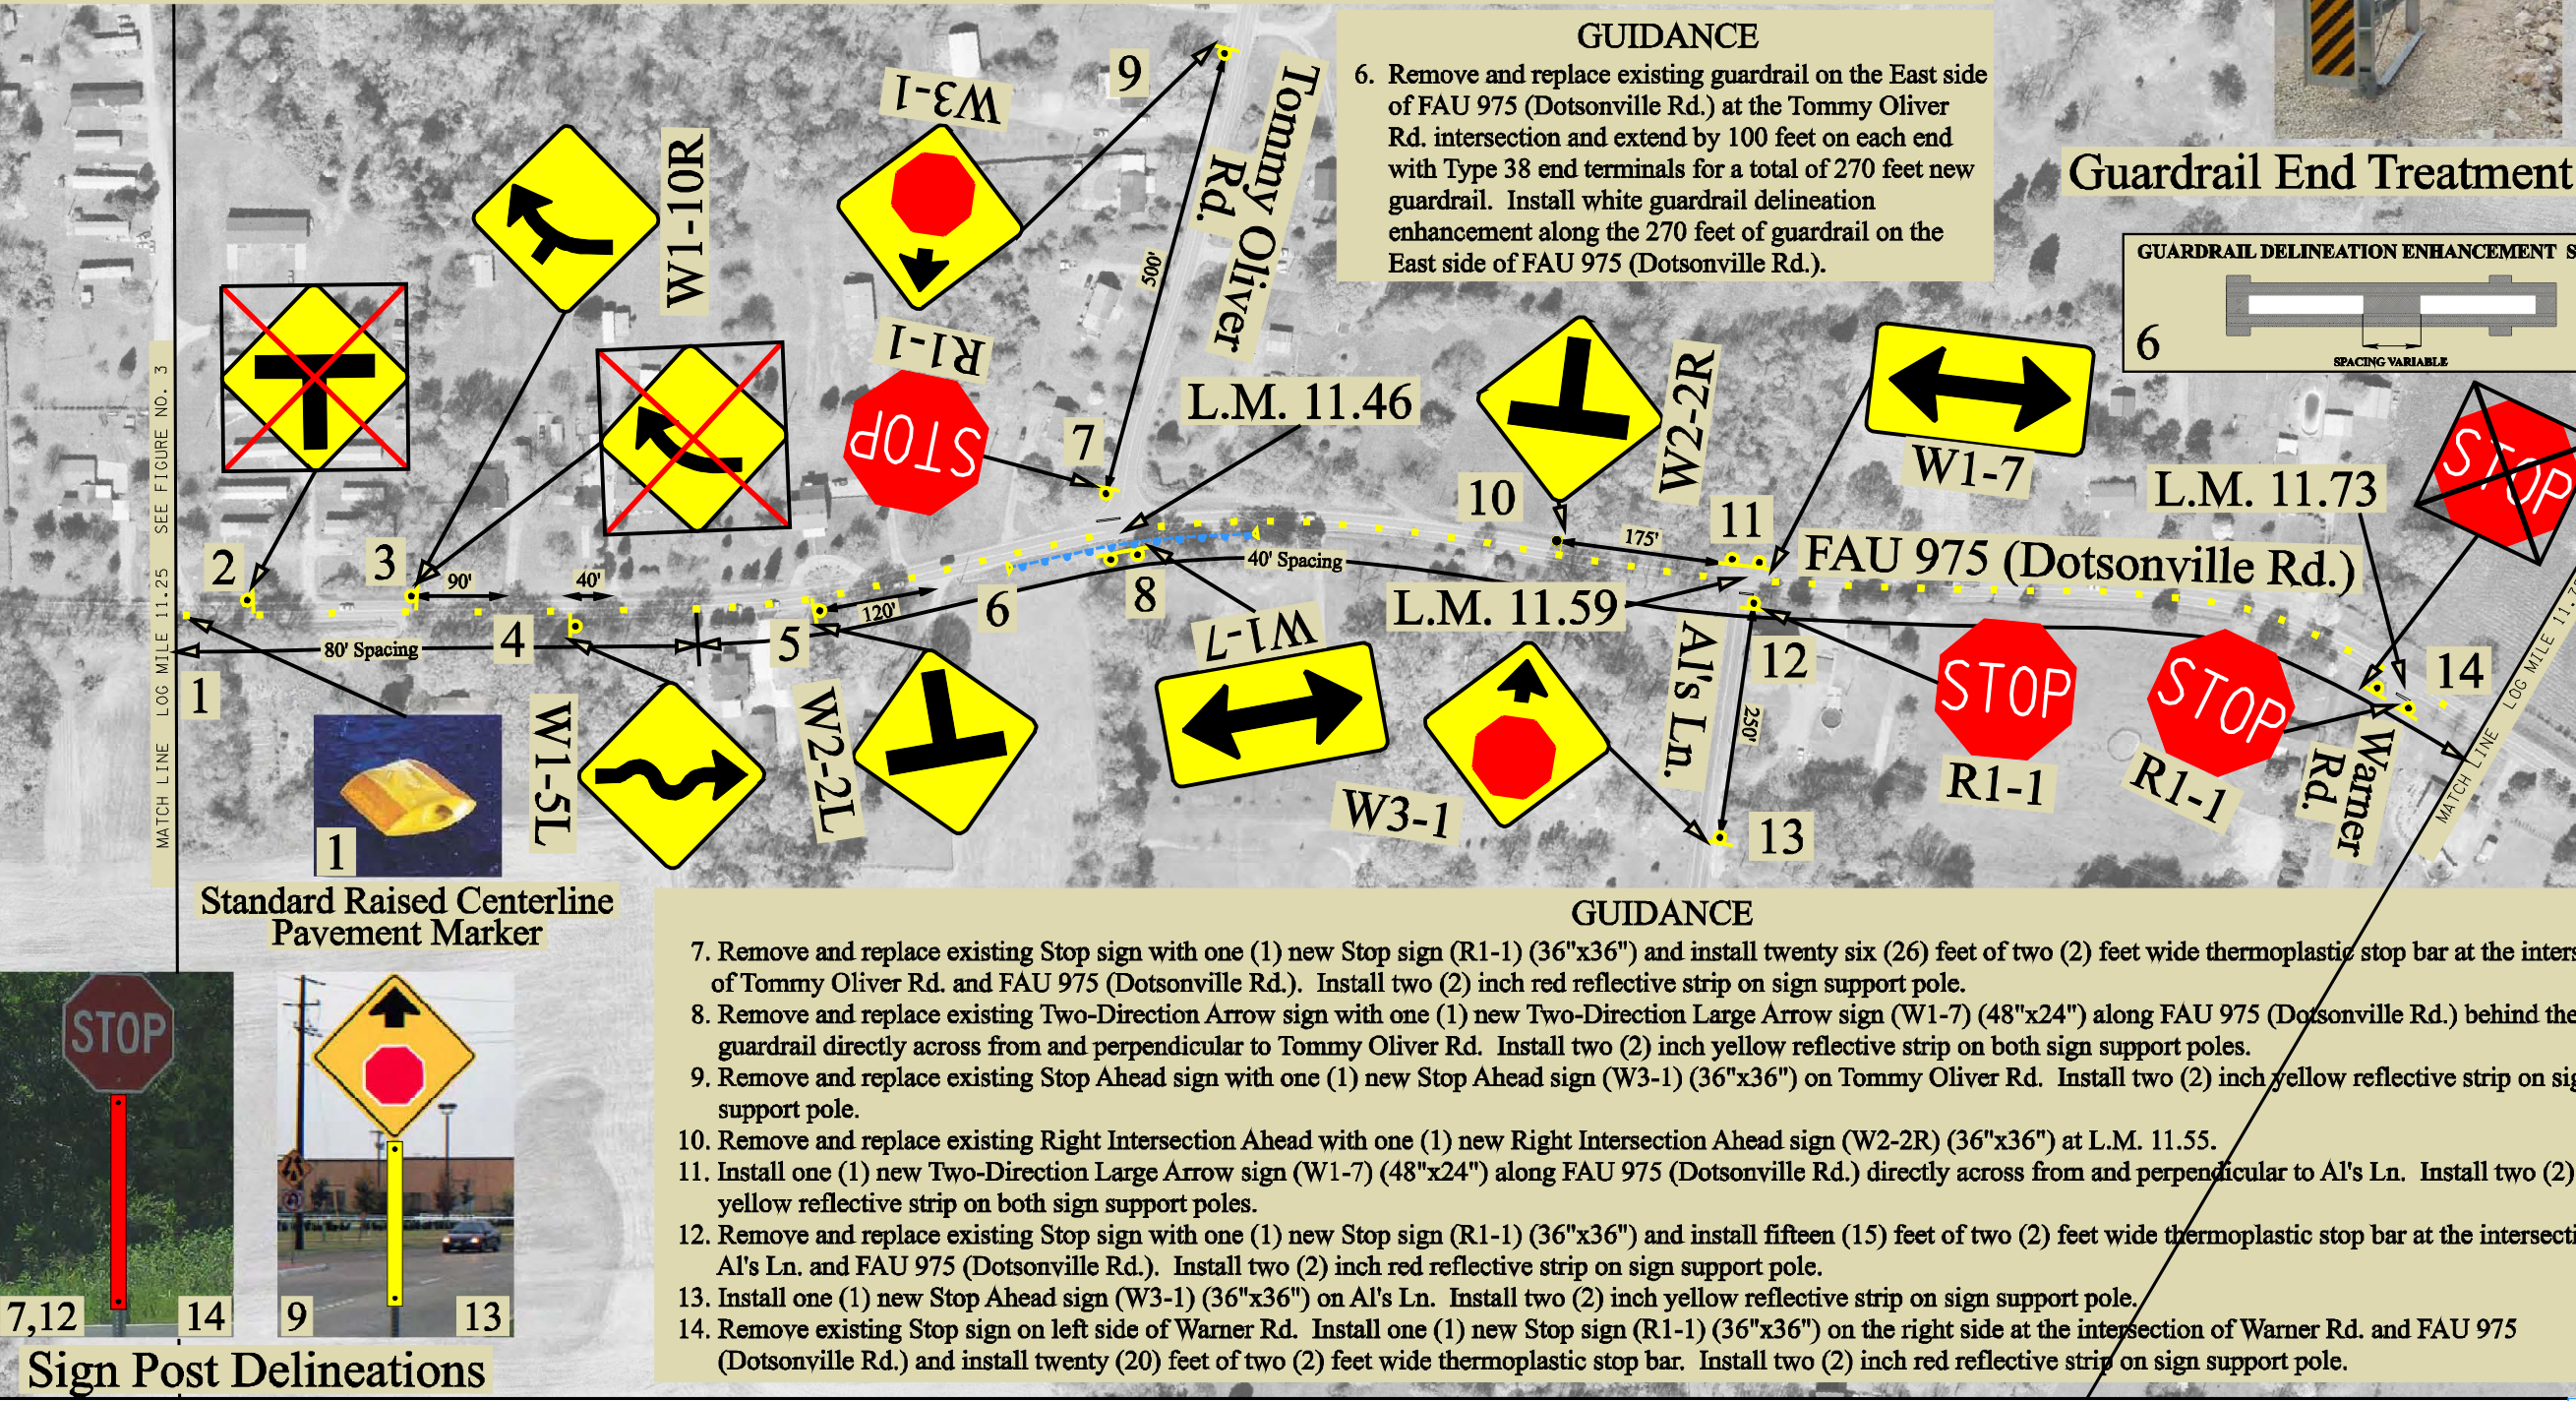 GUIDANCE
6. Remove and replace existing guardrail on the East side
of FAU 975 (Dotsonville Rd.) at the Tommy Oliver
Rd. intersection and extend by 100 feet on each end
with Type 38 end terminals for a total of 270 feet new
guardrail. Install white guardrail delineation
enhancement along the 270 feet of guardrail on the
East side of FAU 975 (Dotsonville Rd.).
Guardrail End Treatment
GUARDRAIL DELINEATION ENHANCEMENT S
6
SPACING VARIABLE
MATCH LINE LOG MILE 11.25 SEE FIGURE NO. 3
W1-10R
W3-1
9
Tommy Oliver
Rd.
500'
R1-1
STOP
7
L.M. 11.46
W2-2R
10
W1-7
11
175'
L.M. 11.73
STOP
2
3
90'
40'
4
5
120'
6
8
40' Spacing
L.M. 11.59
FAU 975 (Dotsonville Rd.)
80' Spacing
1
W1-5L
W2-2L
W1-7
W3-1
Al's Ln.
250'
12
13
STOP
R1-1
STOP
R1-1
Warner
Rd.
14
MATCH LINE LOG MILE 11.7
1
Standard Raised Centerline
Pavement Marker
STOP
7,12
14
9
13
Sign Post Delineations
GUIDANCE
7. Remove and replace existing Stop sign with one (1) new Stop sign (R1-1) (36"x36") and install twenty six (26) feet of two (2) feet wide thermoplastic stop bar at the inters
of Tommy Oliver Rd. and FAU 975 (Dotsonville Rd.). Install two (2) inch red reflective strip on sign support pole.
8. Remove and replace existing Two-Direction Arrow sign with one (1) new Two-Direction Large Arrow sign (W1-7) (48"x24") along FAU 975 (Dotsonville Rd.) behind the
guardrail directly across from and perpendicular to Tommy Oliver Rd. Install two (2) inch yellow reflective strip on both sign support poles.
9. Remove and replace existing Stop Ahead sign with one (1) new Stop Ahead sign (W3-1) (36"x36") on Tommy Oliver Rd. Install two (2) inch yellow reflective strip on sig
support pole.
10. Remove and replace existing Right Intersection Ahead with one (1) new Right Intersection Ahead sign (W2-2R) (36"x36") at L.M. 11.55.
11. Install one (1) new Two-Direction Large Arrow sign (W1-7) (48"x24") along FAU 975 (Dotsonville Rd.) directly across from and perpendicular to Al's Ln. Install two (2)
yellow reflective strip on both sign support poles.
12. Remove and replace existing Stop sign with one (1) new Stop sign (R1-1) (36"x36") and install fifteen (15) feet of two (2) feet wide thermoplastic stop bar at the intersecti
Al's Ln. and FAU 975 (Dotsonville Rd.). Install two (2) inch red reflective strip on sign support pole.
13. Install one (1) new Stop Ahead sign (W3-1) (36"x36") on Al's Ln. Install two (2) inch yellow reflective strip on sign support pole.
14. Remove existing Stop sign on left side of Warner Rd. Install one (1) new Stop sign (R1-1) (36"x36") on the right side at the intersection of Warner Rd. and FAU 975
(Dotsonville Rd.) and install twenty (20) feet of two (2) feet wide thermoplastic stop bar. Install two (2) inch red reflective strip on sign support pole.